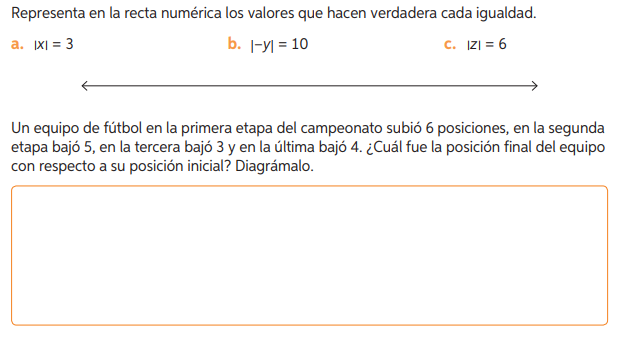 Representa en la recta numérica los valores que hacen verdadera cada igualdad.
a. |x| = 3 b. |−y| = 10 c. |z| = 6
Un equipo de fútbol en la primera etapa del campeonato subió 6 posiciones, en la segunda
etapa bajó 5, en la tercera bajó 3 y en la última bajó 4. ¿Cuál fue la posición final del equipo
con respecto a su posición inicial? Diagrámalo.